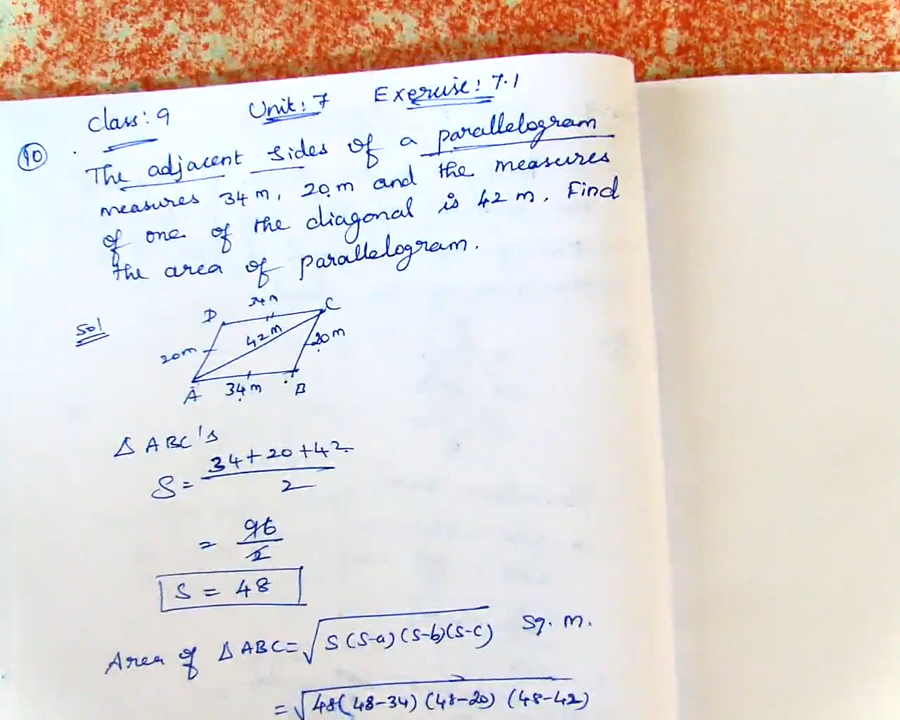 Class: 9 Unit: 7 Exercise: 7.1
10 The adjacent sides of a parallelogram
measures 34 m, 20 m and the measures
of one of the diagonal is 42 m. Find
the area of parallelogram.
Sol
D 34m C
20m 42m 20m
A 34m B
Δ ABC's
S = 34+20+42 / 2
= 96 / 2
S = 48
Area of Δ ABC = √S(S-a)(S-b)(S-c) Sq. m.
= √48(48-34)(48-20)(48-42)